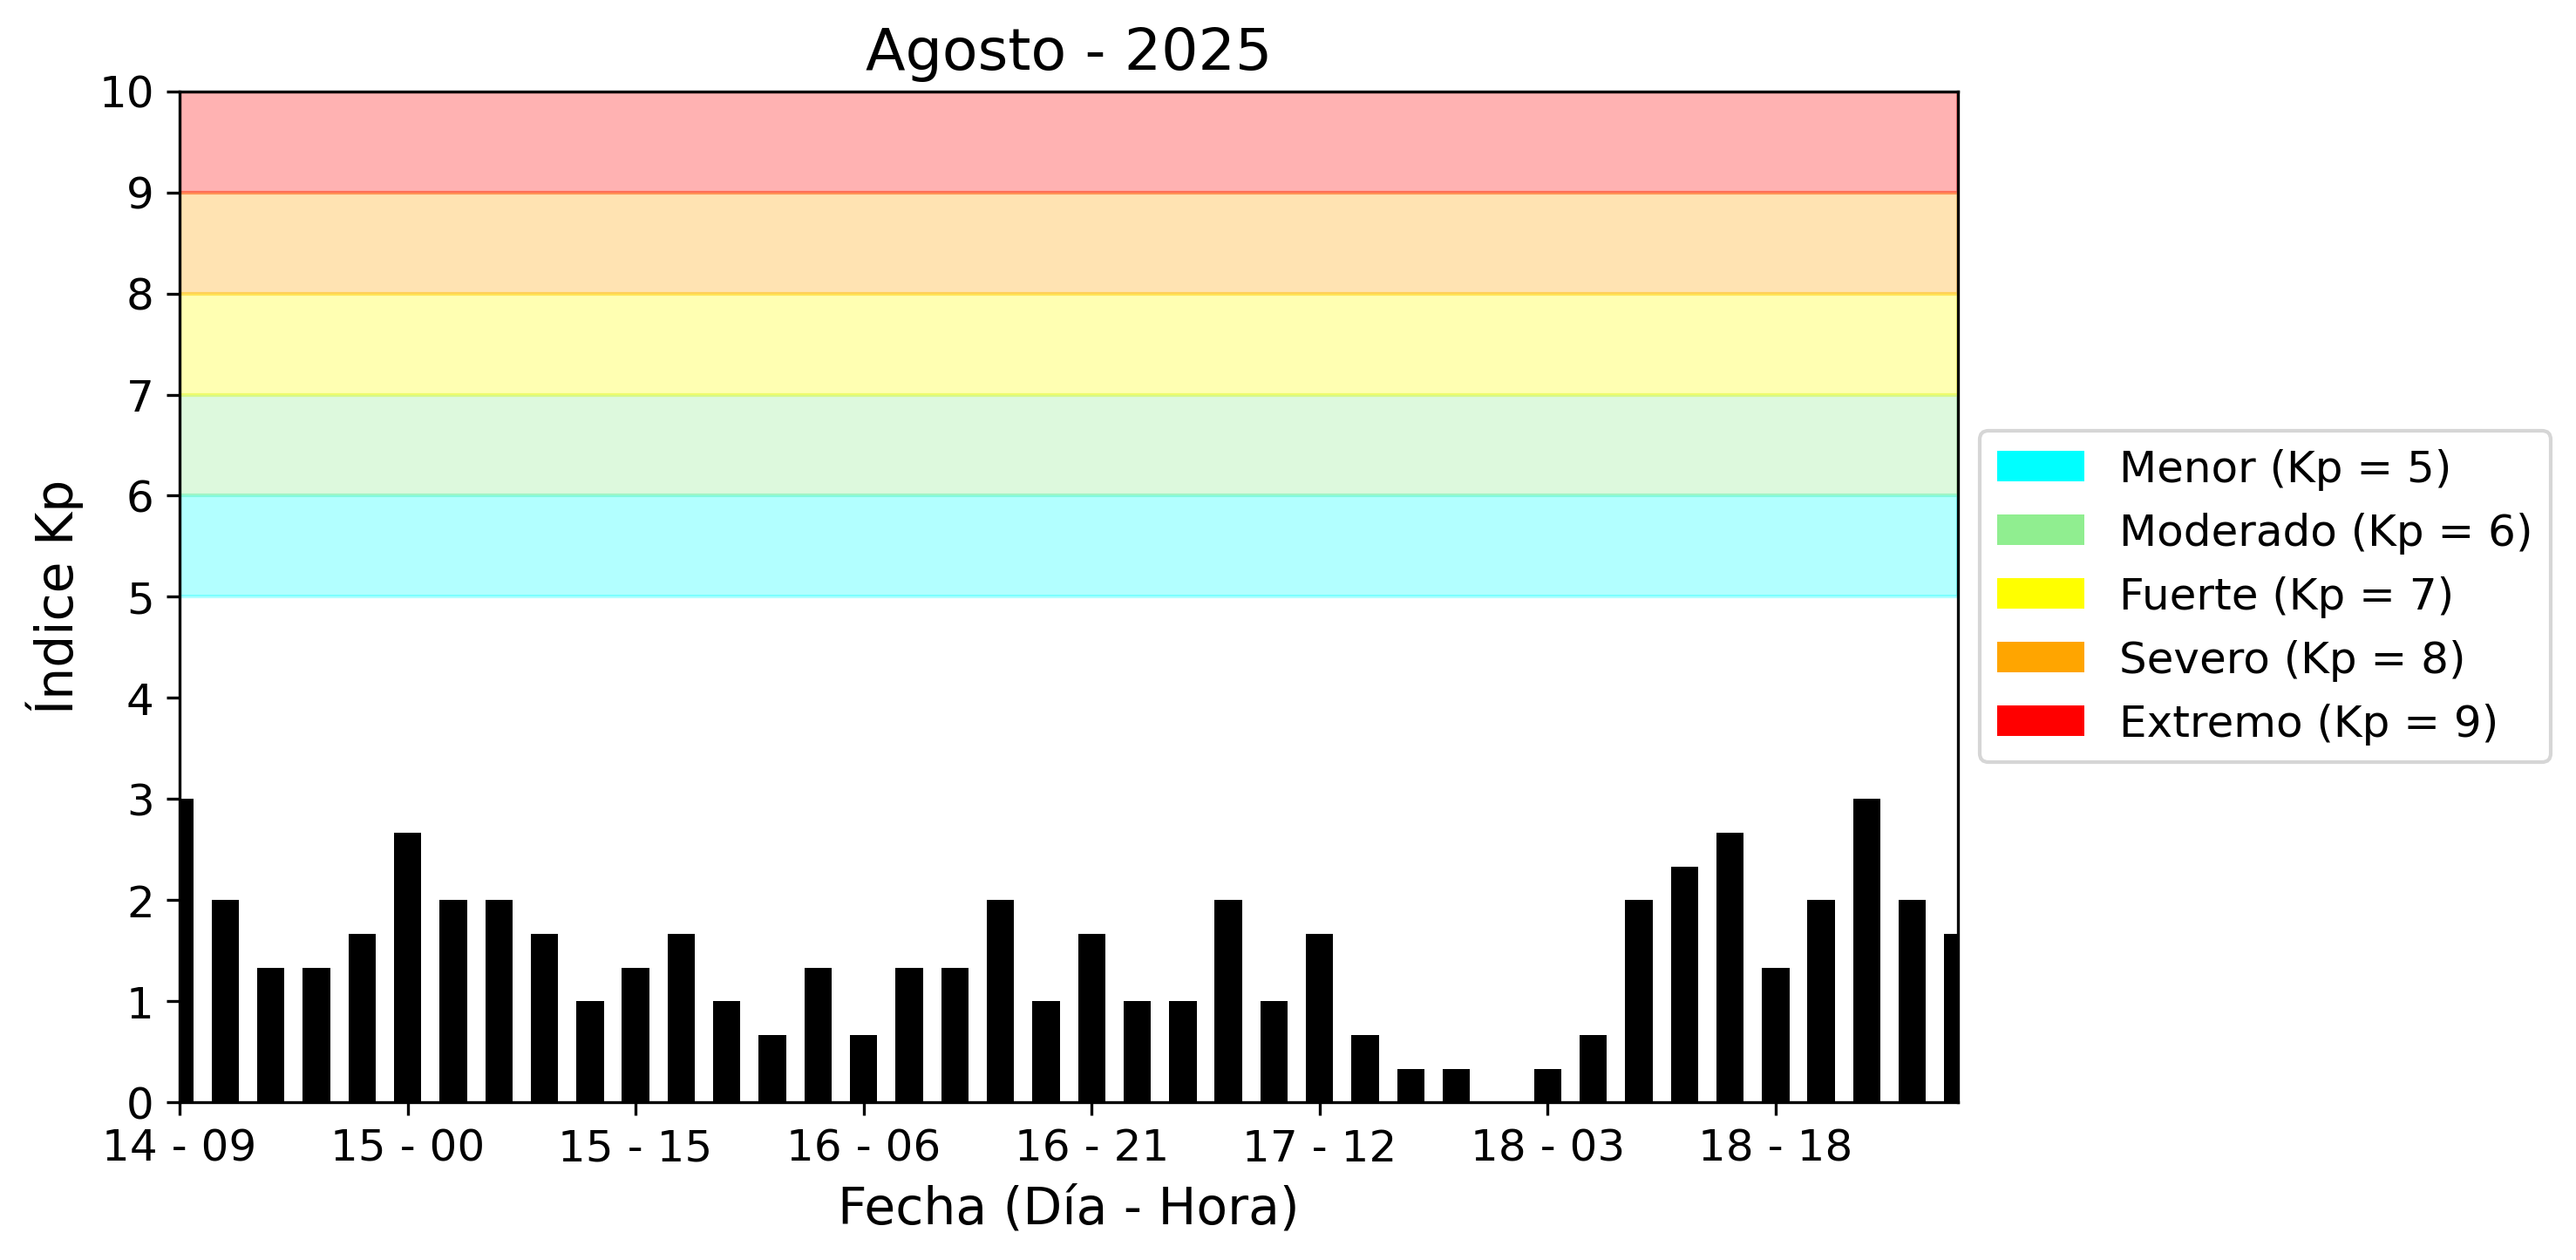 Agosto - 2025
Índice Kp
10
9
8
7
6
5
4
3
2
1
0
14 - 09
15 - 00
15 - 15
16 - 06
16 - 21
17 - 12
18 - 03
18 - 18
Fecha (Día - Hora)
Menor (Kp = 5)
Moderado (Kp = 6)
Fuerte (Kp = 7)
Severo (Kp = 8)
Extremo (Kp = 9)